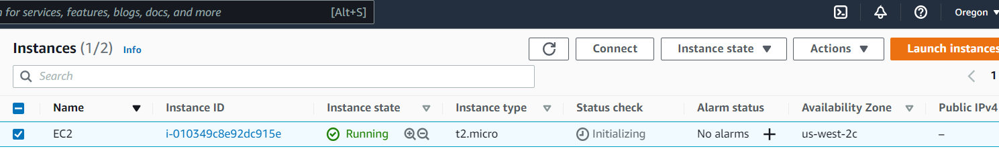 n for services, features, blogs, docs, and more [Alt+S] Oregon
Instances (1/2) Info Connect Instance state Actions Launch instances
Search 1
Name Instance ID Instance state Instance type Status check Alarm status Availability Zone Public IPv4
EC2 i-010349c8e92dc915e Running t2.micro Initializing No alarms + us-west-2c –